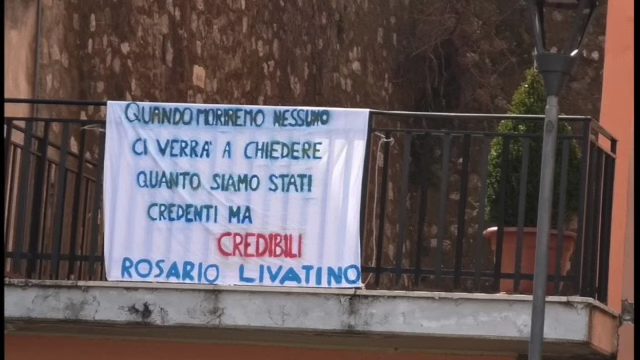 QUANDO MORIREMO NESSUNO
CI VERRA' A CHIEDERE
QUANTO SIAMO STATI
CREDENTI MA
CREDIBILI
ROSARIO LIVATINO